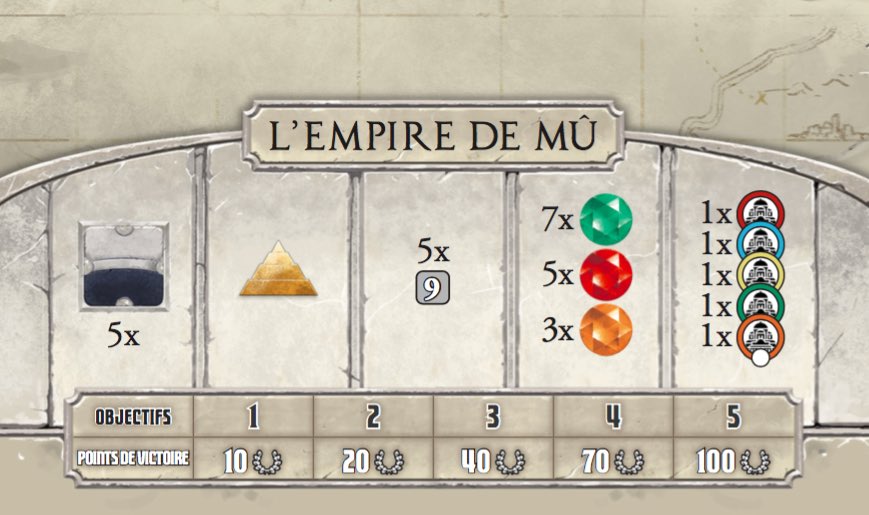 L'EMPIRE DE MÛ
5x
5x
9
7x
5x
3x
1x
1x
1x
1x
1x
OBJECTIFS 1 2 3 4 5
POINTS DE VICTOIRE 10 20 40 70 100